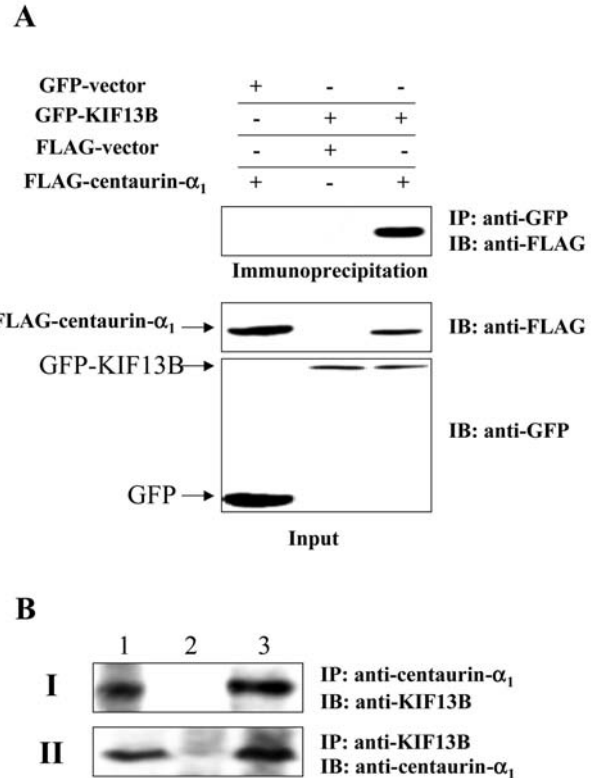 A
GFP-vector + - -
GFP-KIF13B - + +
FLAG-vector - + -
FLAG-centaurin-α₁ + - +
IP: anti-GFP
IB: anti-FLAG
Immunoprecipitation
FLAG-centaurin-α₁
IB: anti-FLAG
GFP-KIF13B
IB: anti-GFP
GFP
Input
B
1 2 3
I
IP: anti-centaurin-α₁
IB: anti-KIF13B
II
IP: anti-KIF13B
IB: anti-centaurin-α₁